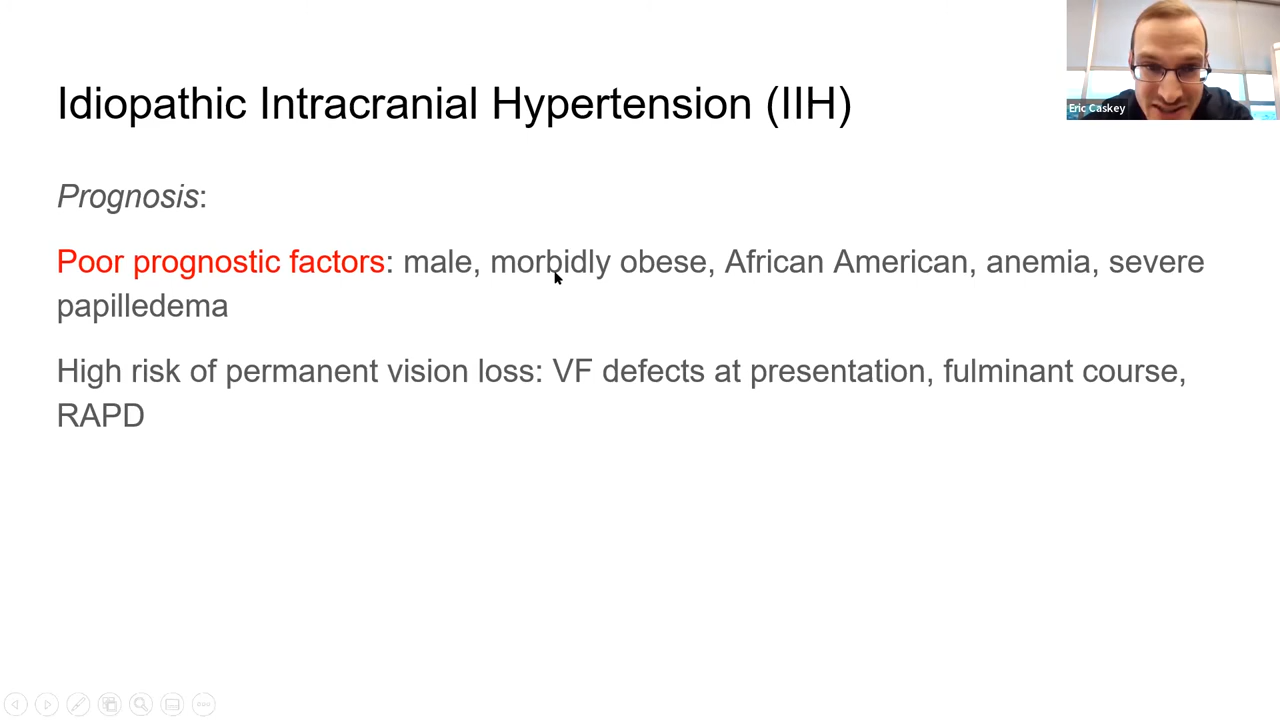 Idiopathic Intracranial Hypertension (IIH)
Eric Caskey
Prognosis:
Poor prognostic factors: male, morbidly obese, African American, anemia, severe
papilledema
High risk of permanent vision loss: VF defects at presentation, fulminant course,
RAPD